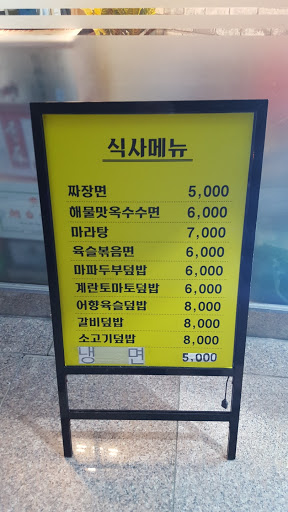 식사메뉴
짜장면 5,000
해물맛옥수수면 6,000
마라탕 7,000
육슬볶음면 6,000
마파두부덮밥 6,000
계란토마토덮밥 6,000
어향육슬덮밥 8,000
갈비덮밥 8,000
소고기덮밥 8,000
냉 면 5,000